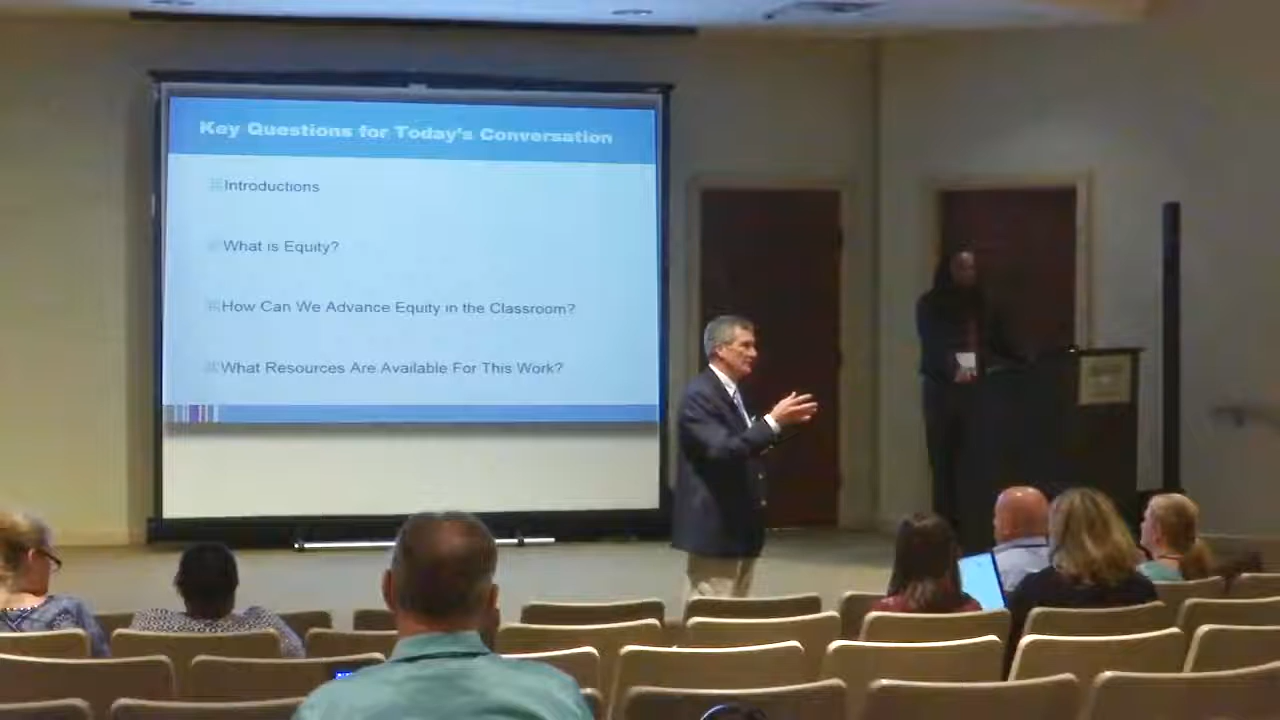 Key Questions for Today's Conversation
Introductions
What is Equity?
How Can We Advance Equity in the Classroom?
What Resources Are Available For This Work?